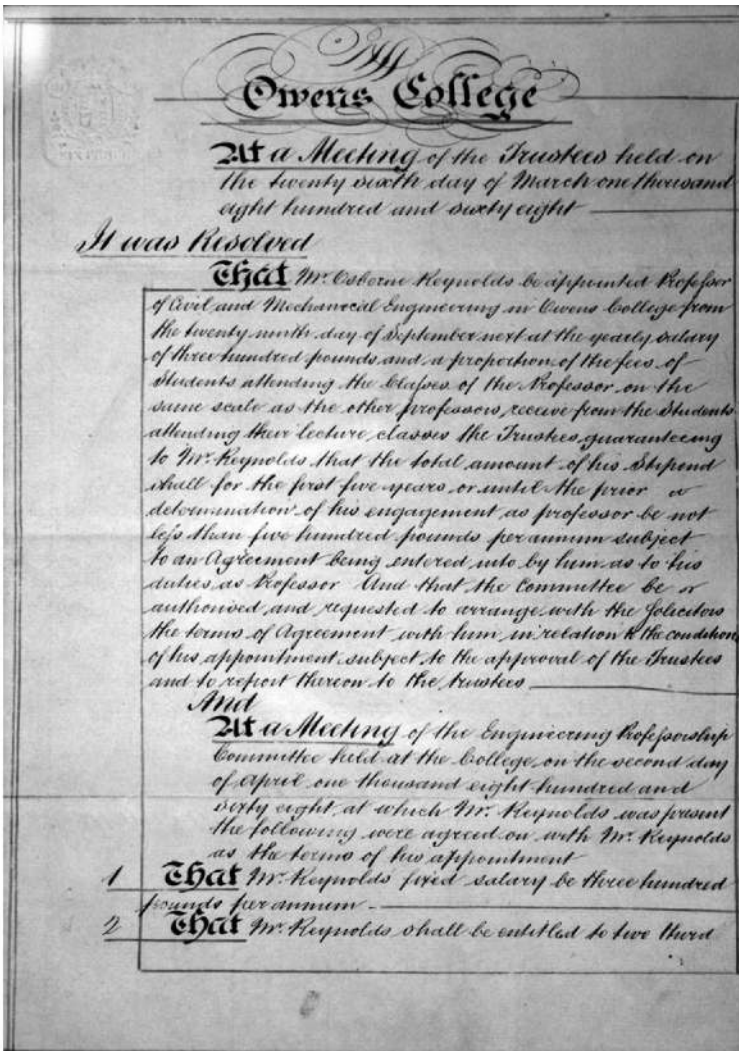 Owens College
At a Meeting of the Trustees held on
the twenty sixth day of March one thousand
eight hundred and sixty eight
It was Resolved
That Mr. Osborne Reynolds be appointed Professor
of Civil and Mechanical Engineering in Owens College from
the twenty ninth day of September next at the yearly salary
of three hundred pounds and a proportion of the fees of
Students attending the Classes of the Professor on the
same scale as the other professors, receive from the Students
attending their lecture classes the Trustees guaranteeing
to Mr. Reynolds that the total amount of his Stipend
shall for the first five years or until the prior
determination of his engagement as professor be not
less than five hundred pounds per annum subject
to an Agreement being entered into by him as to his
duties as Professor And that the Committee be
authorised and requested to arrange with the Solicitors
the terms of Agreement with him in relation to the condition
of his appointment subject to the approval of the Trustees
and to report thereon to the trustees
And
At a Meeting of the Engineering Professorship
Committee held at the College on the second day
of April one thousand eight hundred and
sixty eight, at which Mr. Reynolds was present
the following were agreed on with Mr. Reynolds
as the terms of his appointment
1 That Mr. Reynolds fixed salary be three hundred
pounds per annum
2 That Mr. Reynolds shall be entitled to two third